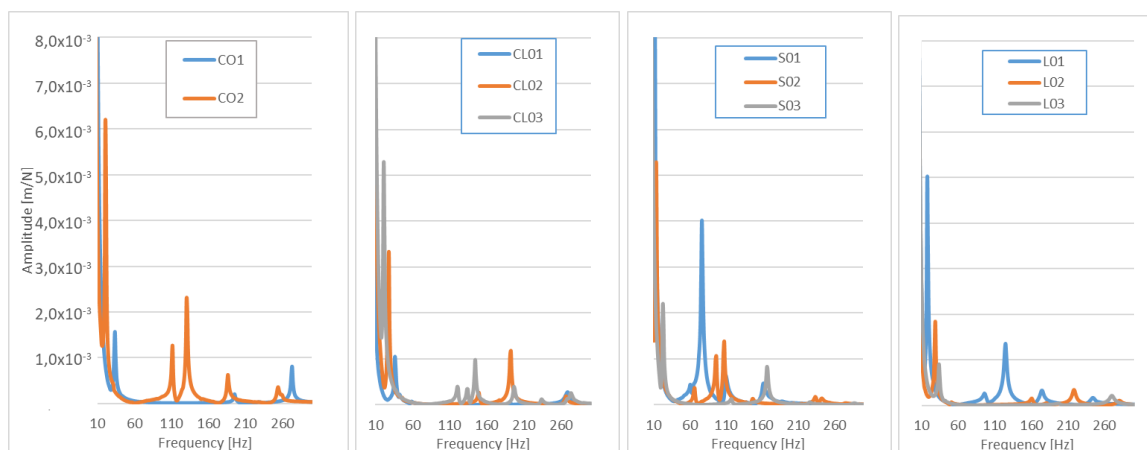 8,0x10⁻³
7,0x10⁻³
6,0x10⁻³
5,0x10⁻³
4,0x10⁻³
3,0x10⁻³
2,0x10⁻³
1,0x10⁻³
Amplitude [m/N]
CO1
CO2
10 60 110 160 210 260
Frequency [Hz]
CL01
CL02
CL03
10 60 110 160 210 260
Frequency [Hz]
S01
S02
S03
10 60 110 160 210 260
Frequency [Hz]
L01
L02
L03
10 60 110 160 210 260
Frequency [Hz]